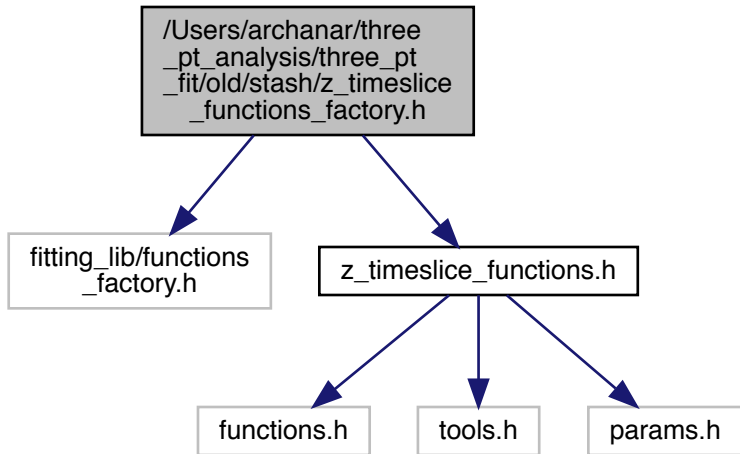 /Users/archanar/three
_pt_analysis/three_pt
_fit/old/stash/z_timeslice
_functions_factory.h
fitting_lib/functions
_factory.h
z_timeslice_functions.h
functions.h
tools.h
params.h